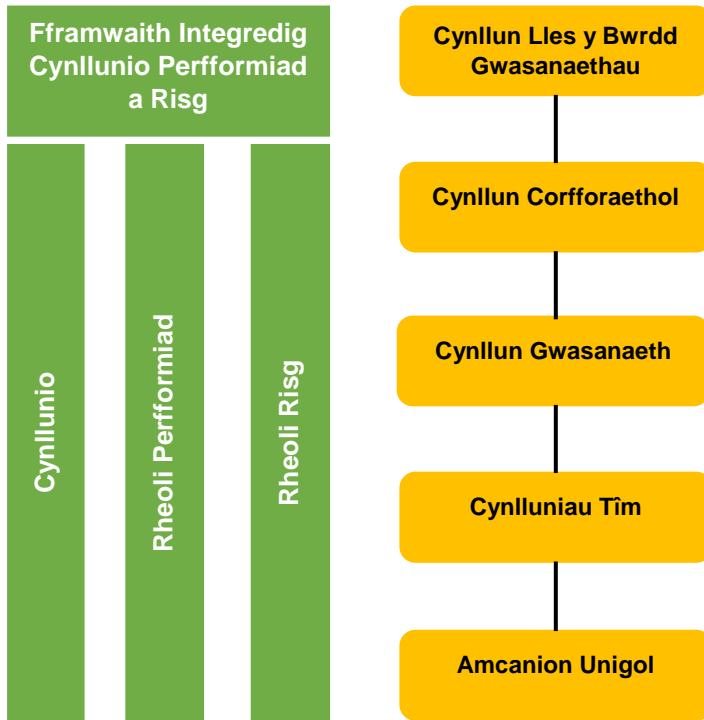 Fframwaith Integredig
Cynllunio Perfformiad
a Risg
Cynllunio
Rheoli Perfformiad
Rheoli Risg
Cynllun Lles y Bwrdd
Gwasanaethau
Cynllun Corfforaethol
Cynllun Gwasanaeth
Cynlluniau Tîm
Amcanion Unigol